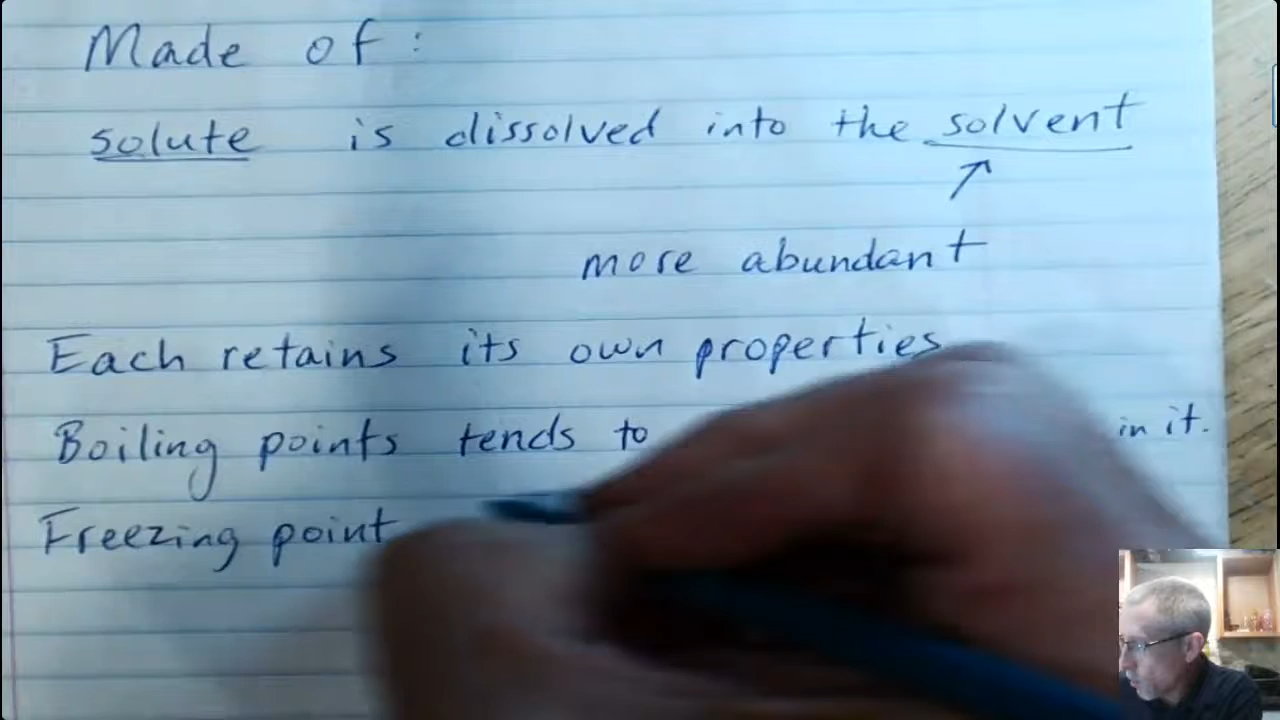 Made of:
solute is dissolved into the solvent
more abundant
Each retains its own properties
Boiling points tends to in it.
Freezing point